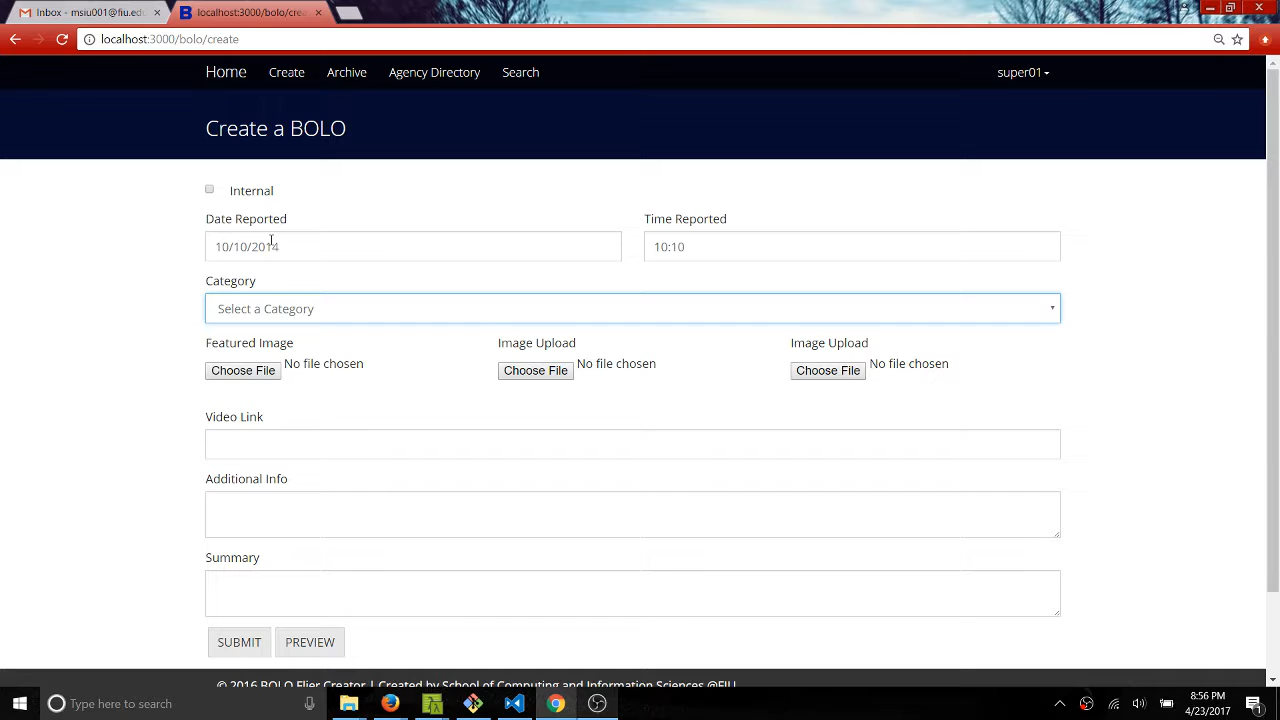 Inbox - msiu001@fiu.edu
localhost:3000/bolo/crea
localhost:3000/bolo/create
Home Create Archive Agency Directory Search super01
Create a BOLO
Internal
Date Reported Time Reported
10/10/2014 10:10
Category
Select a Category
Featured Image Image Upload Image Upload
Choose File No file chosen Choose File No file chosen Choose File No file chosen
Video Link
Additional Info
Summary
SUBMIT PREVIEW
© 2016 BOLO Flier Creator | Created by School of Computing and Information Sciences @FIU
Type here to search
8:56 PM
4/23/2017